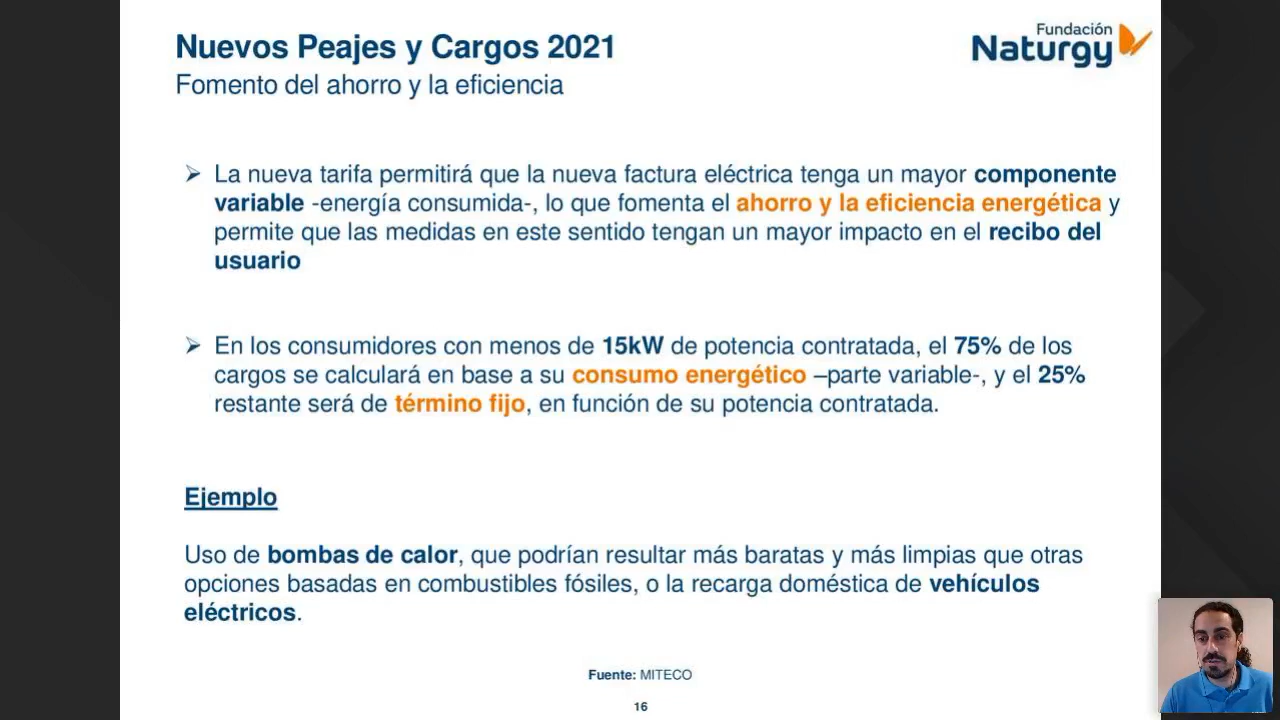 Nuevos Peajes y Cargos 2021
Fomento del ahorro y la eficiencia
Fundación
Naturgy
➢ La nueva tarifa permitirá que la nueva factura eléctrica tenga un mayor componente
variable -energía consumida-, lo que fomenta el ahorro y la eficiencia energética y
permite que las medidas en este sentido tengan un mayor impacto en el recibo del
usuario
➢ En los consumidores con menos de 15kW de potencia contratada, el 75% de los
cargos se calculará en base a su consumo energético –parte variable-, y el 25%
restante será de término fijo, en función de su potencia contratada.
Ejemplo
Uso de bombas de calor, que podrían resultar más baratas y más limpias que otras
opciones basadas en combustibles fósiles, o la recarga doméstica de vehículos
eléctricos.
Fuente: MITECO
16